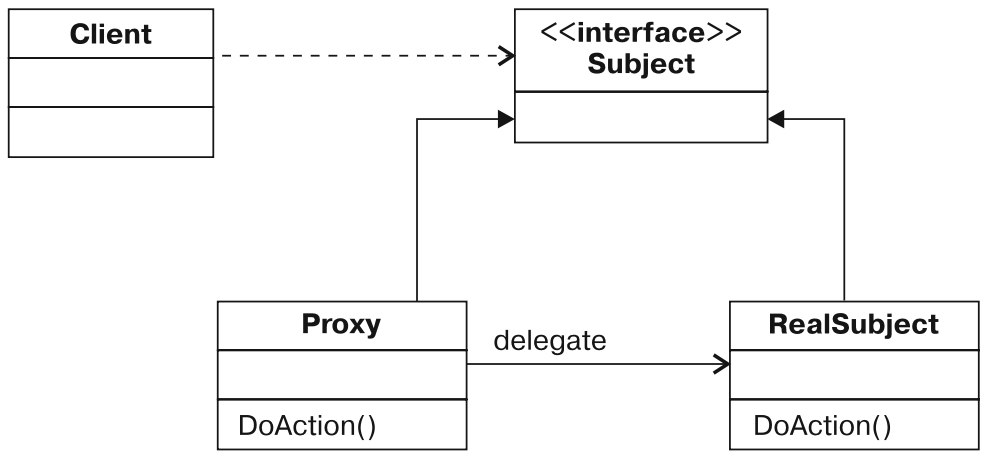 Client
<<interface>>
Subject
Proxy
delegate
RealSubject
DoAction()
DoAction()